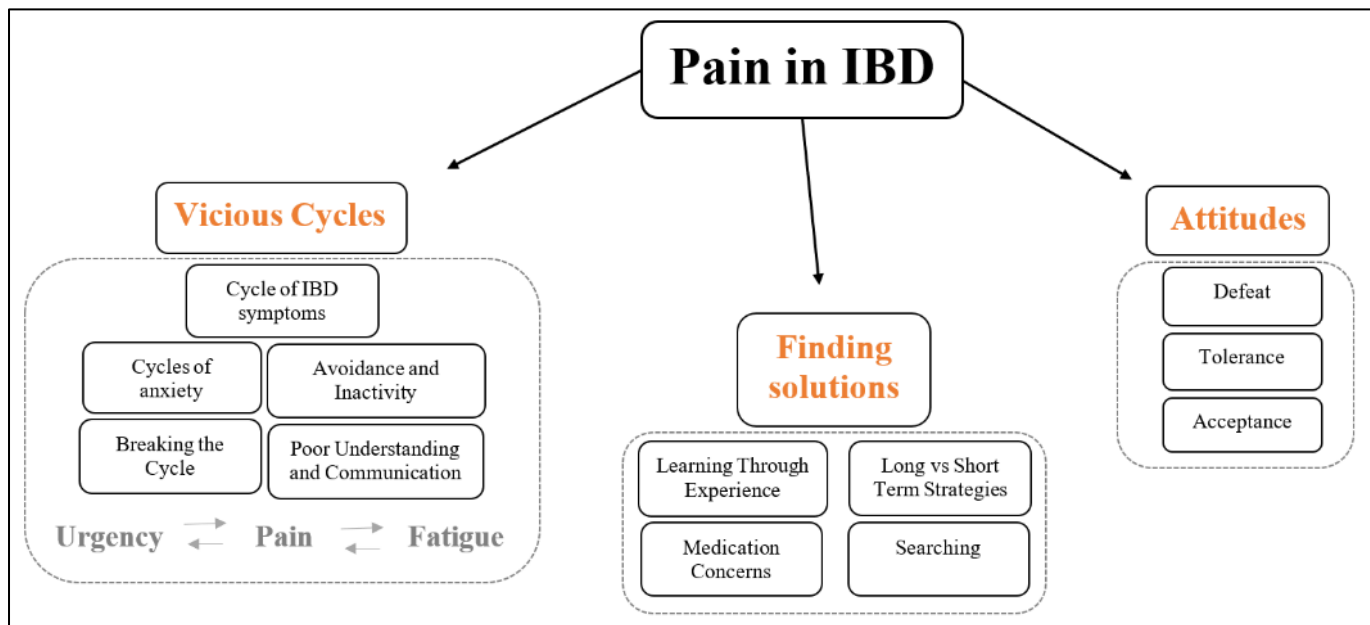 Pain in IBD
Vicious Cycles
Cycle of IBD
symptoms
Cycles of
anxiety
Avoidance and
Inactivity
Breaking the
Cycle
Poor Understanding
and Communication
Urgency Pain Fatigue
Finding
solutions
Learning Through
Experience
Long vs Short
Term Strategies
Medication
Concerns
Searching
Attitudes
Defeat
Tolerance
Acceptance